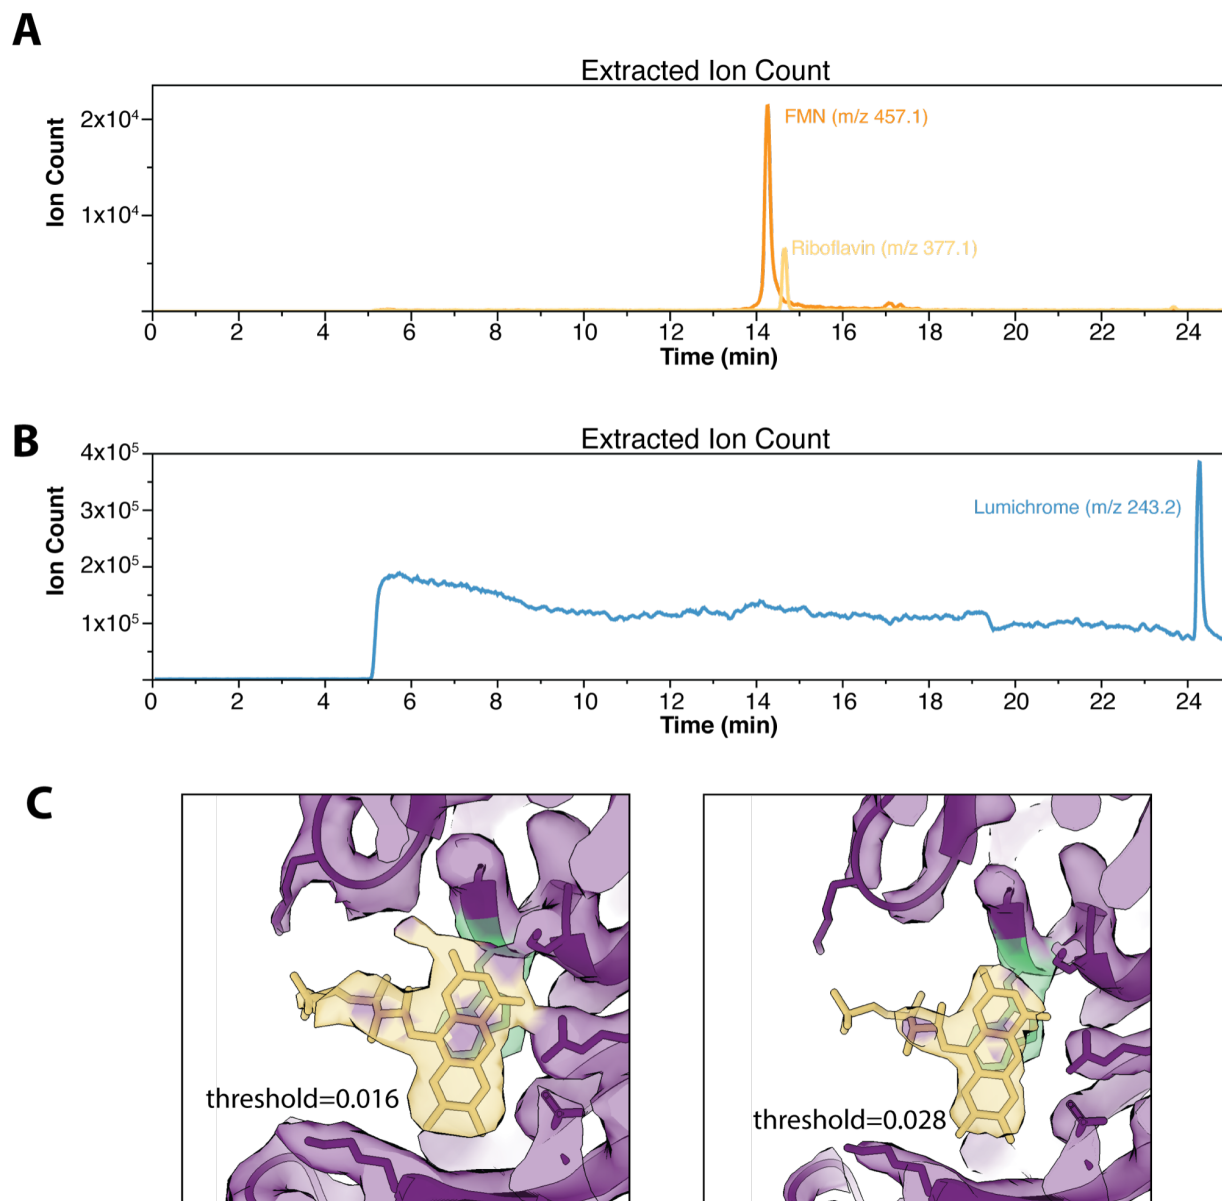 A
Extracted Ion Count
Ion Count
2x10⁴
1x10⁴
FMN (m/z 457.1)
Riboflavin (m/z 377.1)
0 2 4 6 8 10 12 14 16 18 20 22 24
Time (min)
B
Extracted Ion Count
Ion Count
4x10⁵
3x10⁵
2x10⁵
1x10⁵
Lumichrome (m/z 243.2)
0 2 4 6 8 10 12 14 16 18 20 22 24
Time (min)
C
threshold=0.016
threshold=0.028